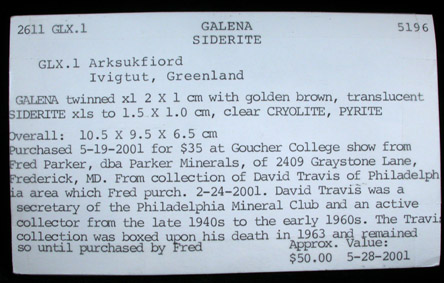 2611 GLX.1 GALENA 5196
SIDERITE
GLX.1 Arksukfiord
Ivigtut, Greenland
GALENA twinned xl 2 X 1 cm with golden brown, translucent
SIDERITE xls to 1.5 X 1.0 cm, clear CRYOLITE, PYRITE
Overall: 10.5 X 9.5 X 6.5 cm
Purchased 5-19-2001 for $35 at Goucher College show from
Fred Parker, dba Parker Minerals, of 2409 Graystone Lane,
Frederick, MD. From collection of David Travis of Philadelph
ia area which Fred purch. 2-24-2001. David Travis was a
secretary of the Philadelphia Mineral Club and an active
collector from the late 1940s to the early 1960s. The Travis
collection was boxed upon his death in 1963 and remained
so until purchased by Fred Approx. Value:
$50.00 5-28-2001